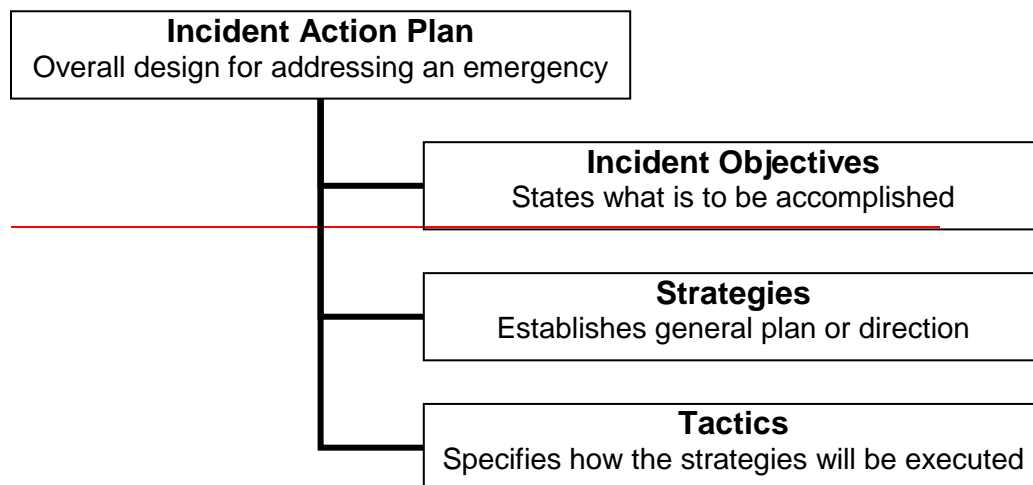 Incident Action Plan
Overall design for addressing an emergency
Incident Objectives
States what is to be accomplished
Strategies
Establishes general plan or direction
Tactics
Specifies how the strategies will be executed